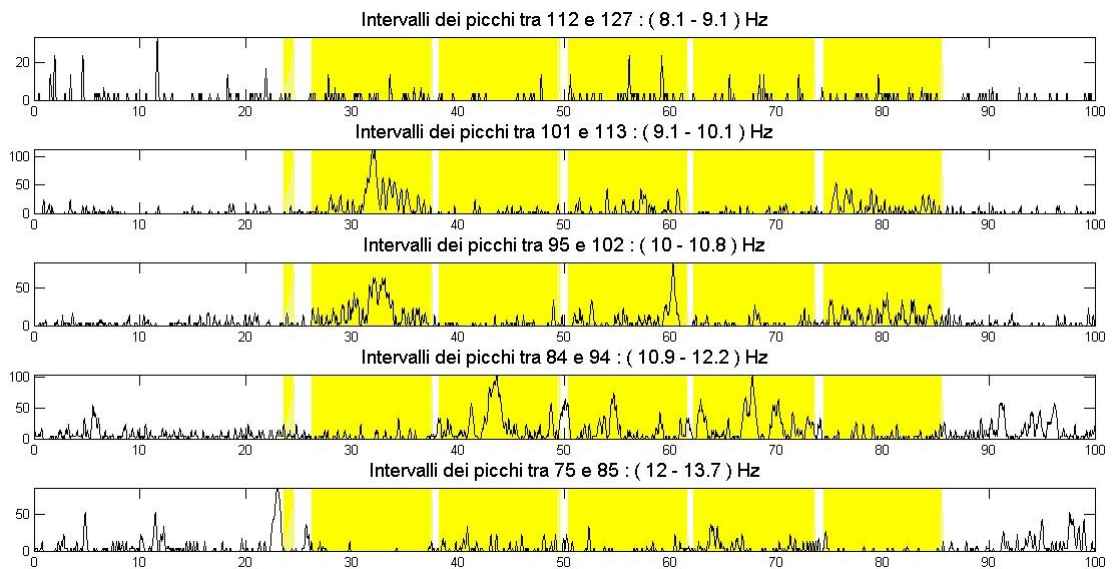 Intervalli dei picchi tra 112 e 127 : ( 8.1 - 9.1 ) Hz
20
0
0 10 20 30 40 50 60 70 80 90 100
Intervalli dei picchi tra 101 e 113 : ( 9.1 - 10.1 ) Hz
100
50
0
0 10 20 30 40 50 60 70 80 90 100
Intervalli dei picchi tra 95 e 102 : ( 10 - 10.8 ) Hz
50
0
0 10 20 30 40 50 60 70 80 90 100
Intervalli dei picchi tra 84 e 94 : ( 10.9 - 12.2 ) Hz
100
50
0
0 10 20 30 40 50 60 70 80 90 100
Intervalli dei picchi tra 75 e 85 : ( 12 - 13.7 ) Hz
50
0
0 10 20 30 40 50 60 70 80 90 100